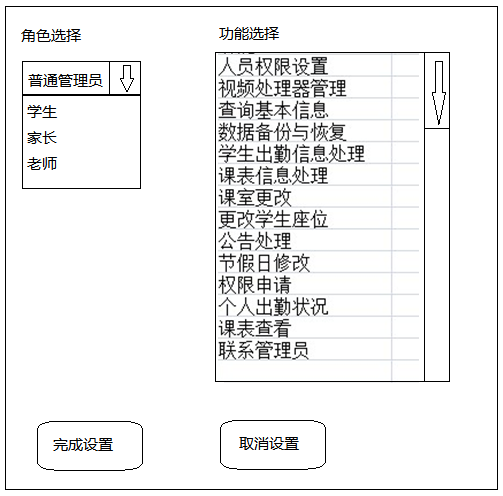 角色选择
功能选择
普通管理员
学生
家长
老师
人员权限设置
视频处理器管理
查询基本信息
数据备份与恢复
学生出勤信息处理
课表信息处理
课室更改
更改学生座位
公告处理
节假日修改
权限申请
个人出勤状况
课表查看
联系管理员
完成设置
取消设置